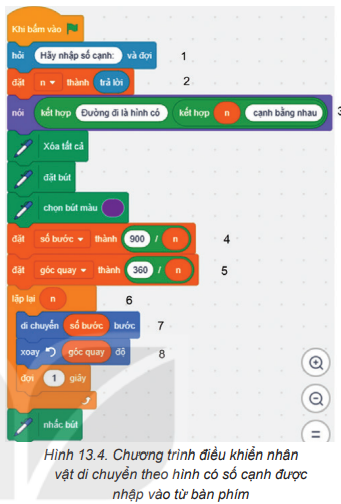 Khi bấm vào
hỏi Hãy nhập số cạnh: và đợi 1
đặt n thành trả lời 2
nói kết hợp Đường đi là hình có kết hợp n cạnh bằng nhau 3
Xóa tất cả
đặt bút
chọn bút màu
đặt số bước thành 900 / n 4
đặt góc quay thành 360 / n 5
lặp lại n 6
di chuyển số bước bước 7
xoay góc quay độ 8
đợi 1 giây
nhấc bút
Hình 13.4. Chương trình điều khiển nhân
vật di chuyển theo hình có số cạnh được
nhập vào từ bàn phím